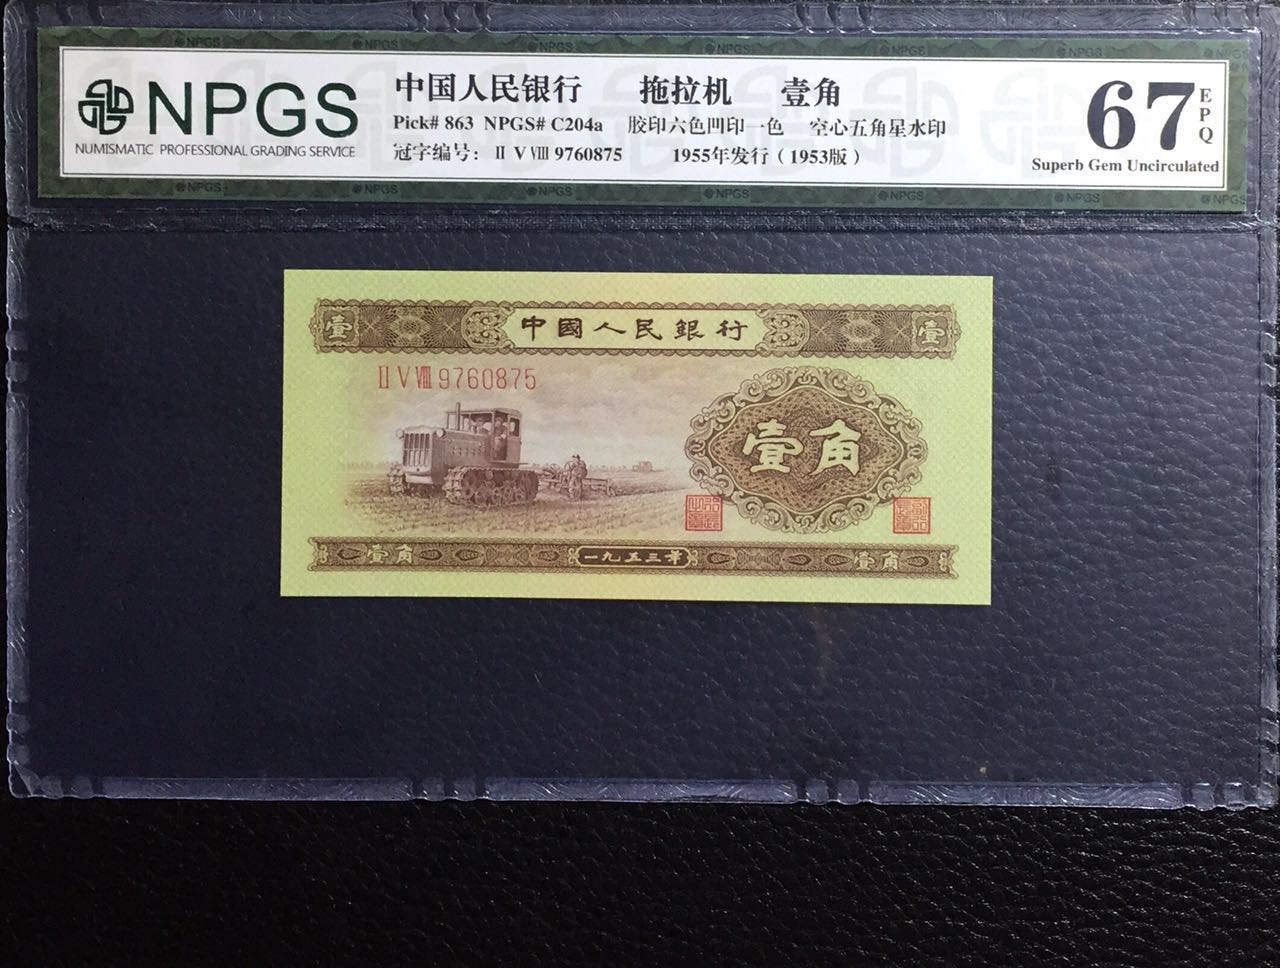 NPGS
NUMISMATIC PROFESSIONAL GRADING SERVICE
中国人民银行 拖拉机 壹角
Pick# 863 NPGS# C204a 胶印六色凹印一色 空心五角星水印
冠字编号: Ⅱ Ⅴ Ⅷ 9760875 1955年发行(1953版)
67
EPQ
Superb Gem Uncirculated
壹 中國人民銀行 壹
Ⅱ Ⅴ Ⅷ 9760875
壹角
壹角 一九五三年 壹角